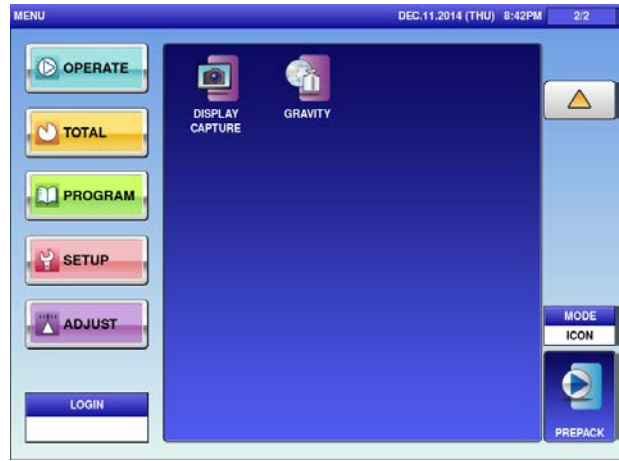 MENU
DEC.11.2014 (THU) 8:42PM 2/2
OPERATE
TOTAL
PROGRAM
SETUP
ADJUST
LOGIN
DISPLAY
CAPTURE
GRAVITY
MODE
ICON
PREPACK